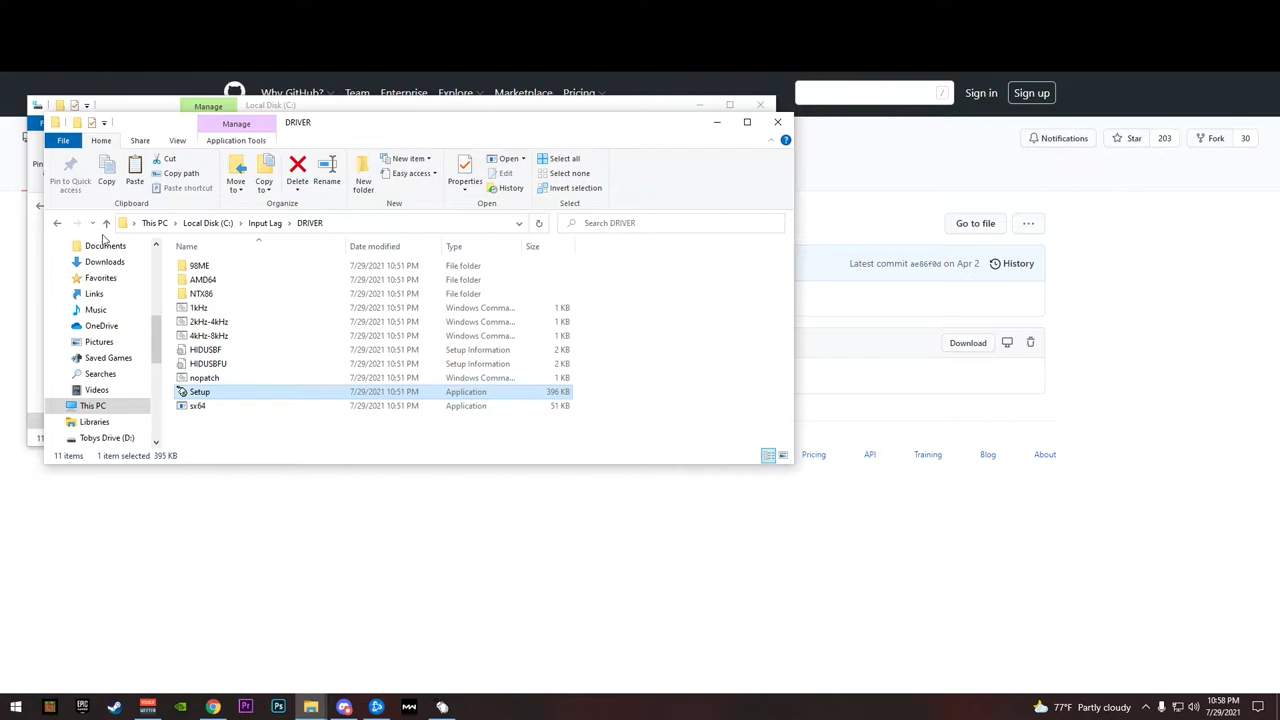 Why GitHub? Team Enterprise Explore Marketplace Pricing / Sign in Sign up
Manage Local Disk (C:)
Manage DRIVER
File Home Share View Application Tools
Notifications Star 203 Fork 30
Pin to Quick access
Copy
Paste
Cut
Copy path
Paste shortcut
Clipboard
Move to
Copy to
Delete
Rename
Organize
New folder
New item
Easy access
New
Properties
Open
Edit
History
Open
Select all
Select none
Invert selection
Select
This PC Local Disk (C:) Input Lag DRIVER
Search DRIVER
Go to file ...
Latest commit ae86f0d on Apr 2 History
Download
Documents
Downloads
Favorites
Links
Music
OneDrive
Pictures
Saved Games
Searches
Videos
This PC
Libraries
Tobys Drive (D:)
Name Date modified Type Size
98ME 7/29/2021 10:51 PM File folder
AMD64 7/29/2021 10:51 PM File folder
NTX86 7/29/2021 10:51 PM File folder
1kHz 7/29/2021 10:51 PM Windows Comma... 1 KB
2kHz-4kHz 7/29/2021 10:51 PM Windows Comma... 1 KB
4kHz-8kHz 7/29/2021 10:51 PM Windows Comma... 1 KB
HIDUSBF 7/29/2021 10:51 PM Setup Information 2 KB
HIDUSBFU 7/29/2021 10:51 PM Setup Information 2 KB
nopatch 7/29/2021 10:51 PM Windows Comma... 1 KB
Setup 7/29/2021 10:51 PM Application 396 KB
sx64 7/29/2021 10:51 PM Application 51 KB
11 items 1 item selected 395 KB
Pricing API Training Blog About
77°F Partly cloudy
10:58 PM
7/29/2021